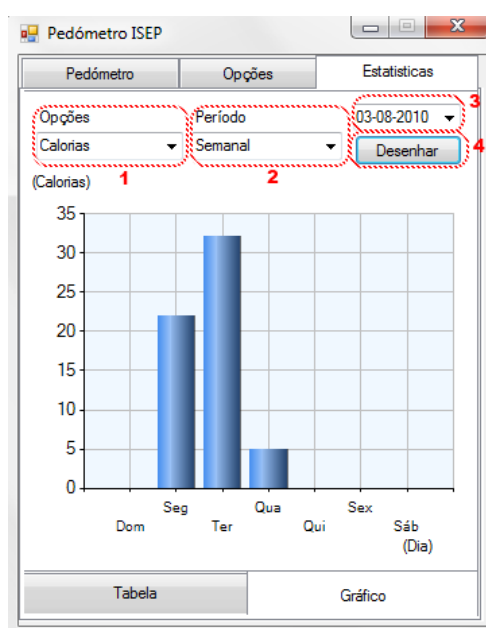 Pedómetro ISEP
Pedómetro Opções Estatisticas
Opções Período 03-08-2010 3
Calorias Semanal Desenhar 4
(Calorias) 1 2
35
30
25
20
15
10
5
0
Seg Qua Sex
Dom Ter Qui Sáb
(Dia)
Tabela Gráfico